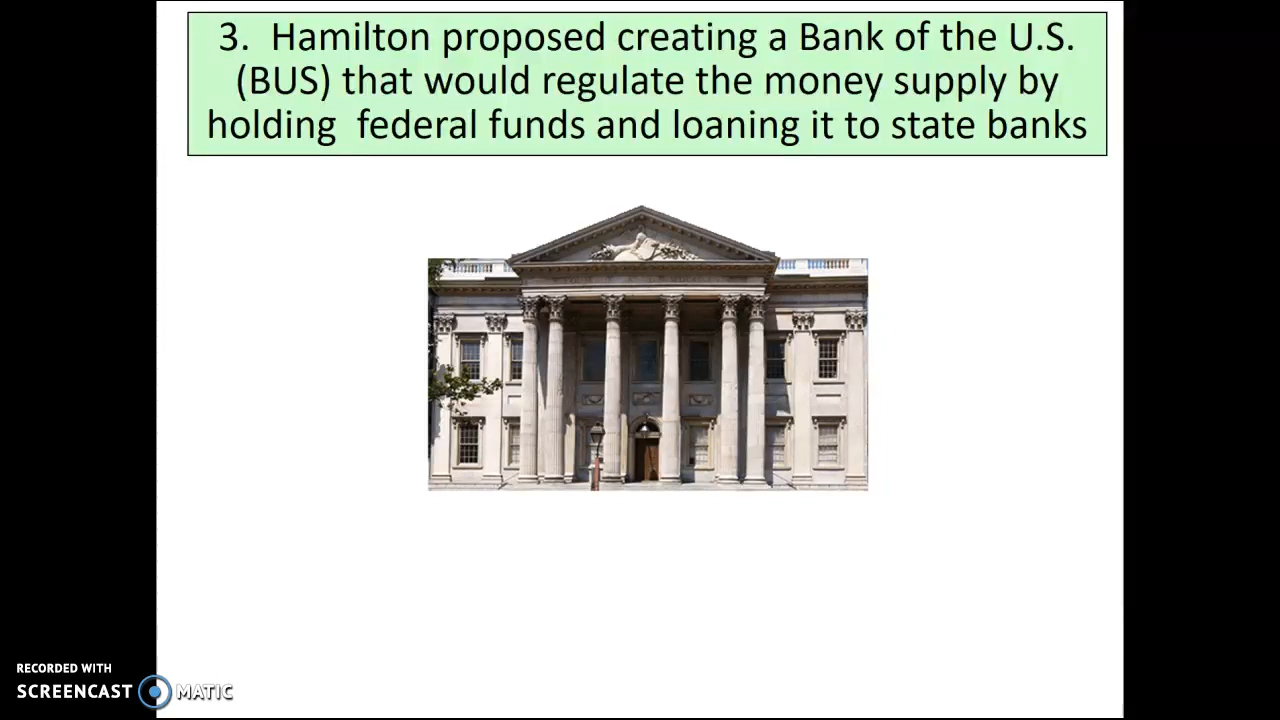 3.  Hamilton proposed creating a Bank of the U.S.
(BUS) that would regulate the money supply by
holding  federal funds and loaning it to state banks
RECORDED WITH
SCREENCAST MATIC